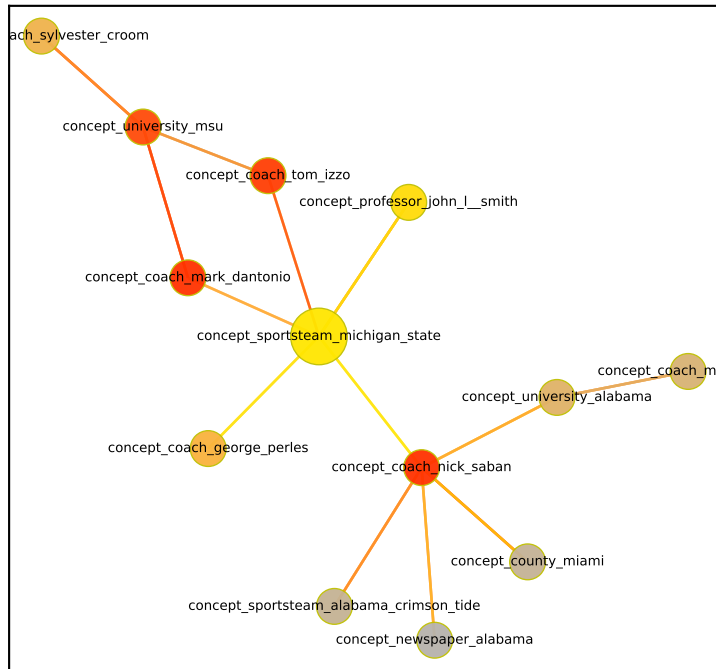 ach_sylvester_croom
concept_university_msu
concept_coach_tom_izzo
concept_professor_john_l__smith
concept_coach_mark_dantonio
concept_sportsteam_michigan_state
concept_coach_m
concept_university_alabama
concept_coach_george_perles
concept_coach_nick_saban
concept_county_miami
concept_sportsteam_alabama_crimson_tide
concept_newspaper_alabama